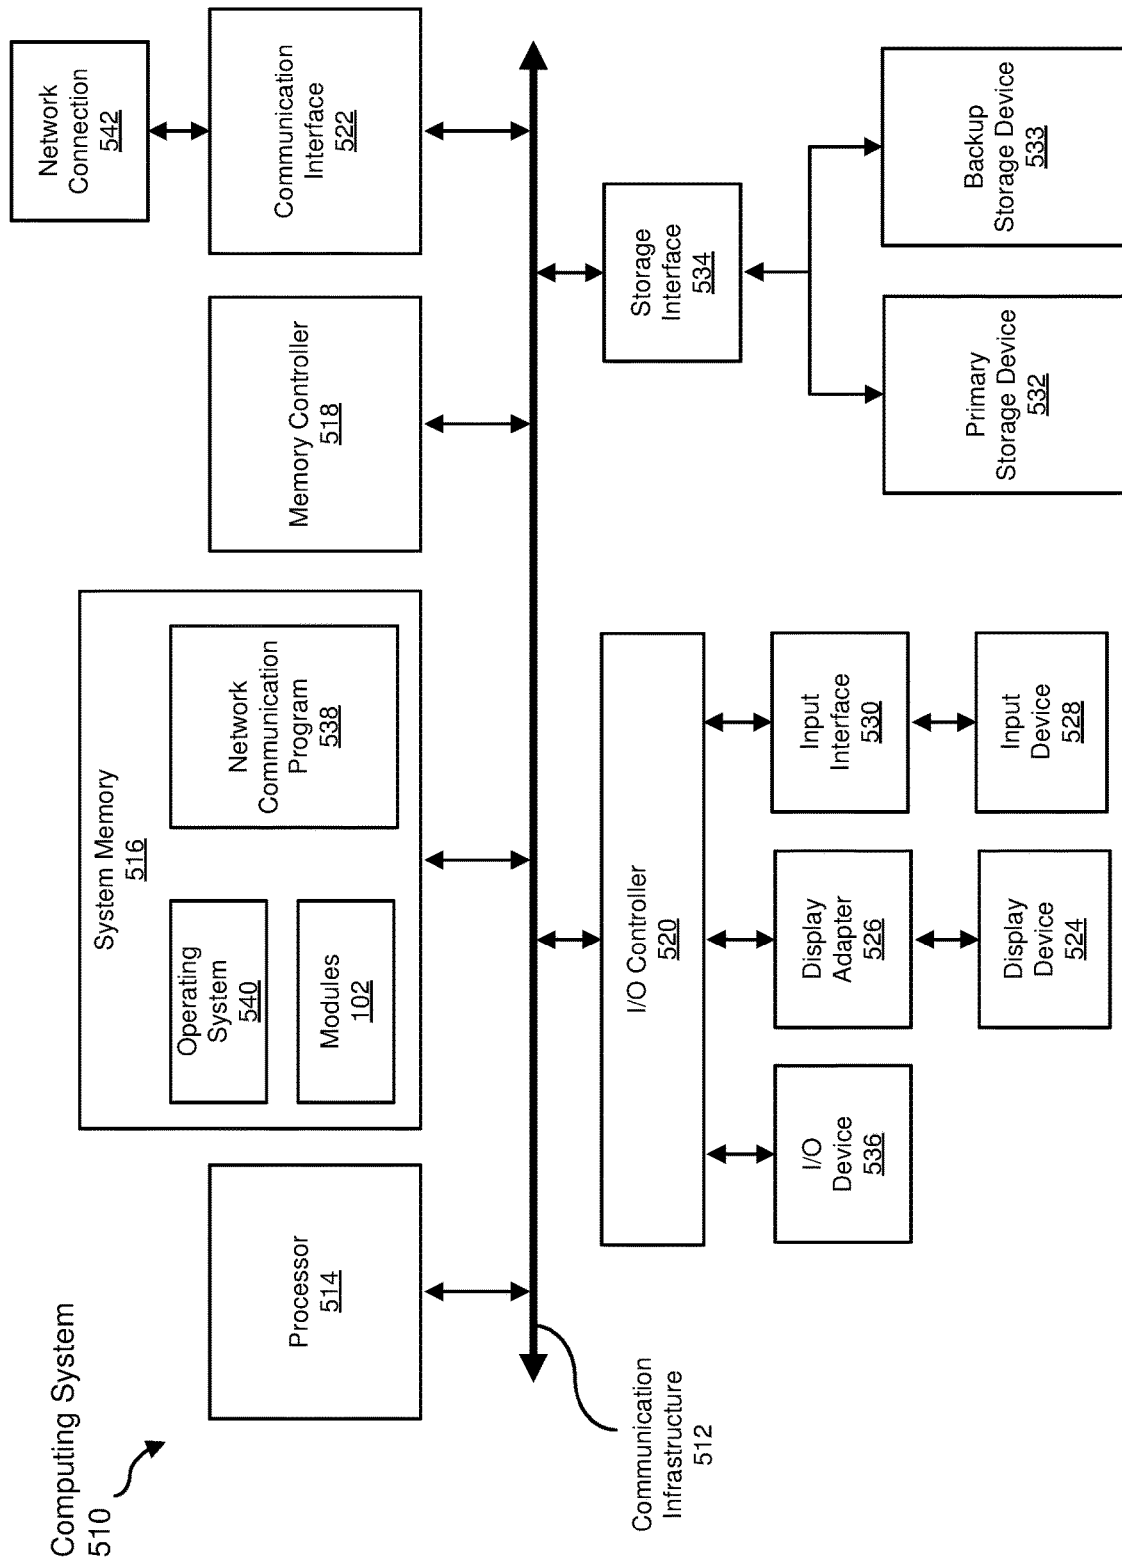 Computing System
510
Processor
514
System Memory
516
Operating
System
540
Modules
102
Network
Communication
Program
538
Memory Controller
518
Communication
Interface
522
Network
Connection
542
Communication
Infrastructure
512
I/O Controller
520
Storage
Interface
534
I/O
Device
536
Display
Adapter
526
Input
Interface
530
Display
Device
524
Input
Device
528
Primary
Storage Device
532
Backup
Storage Device
533